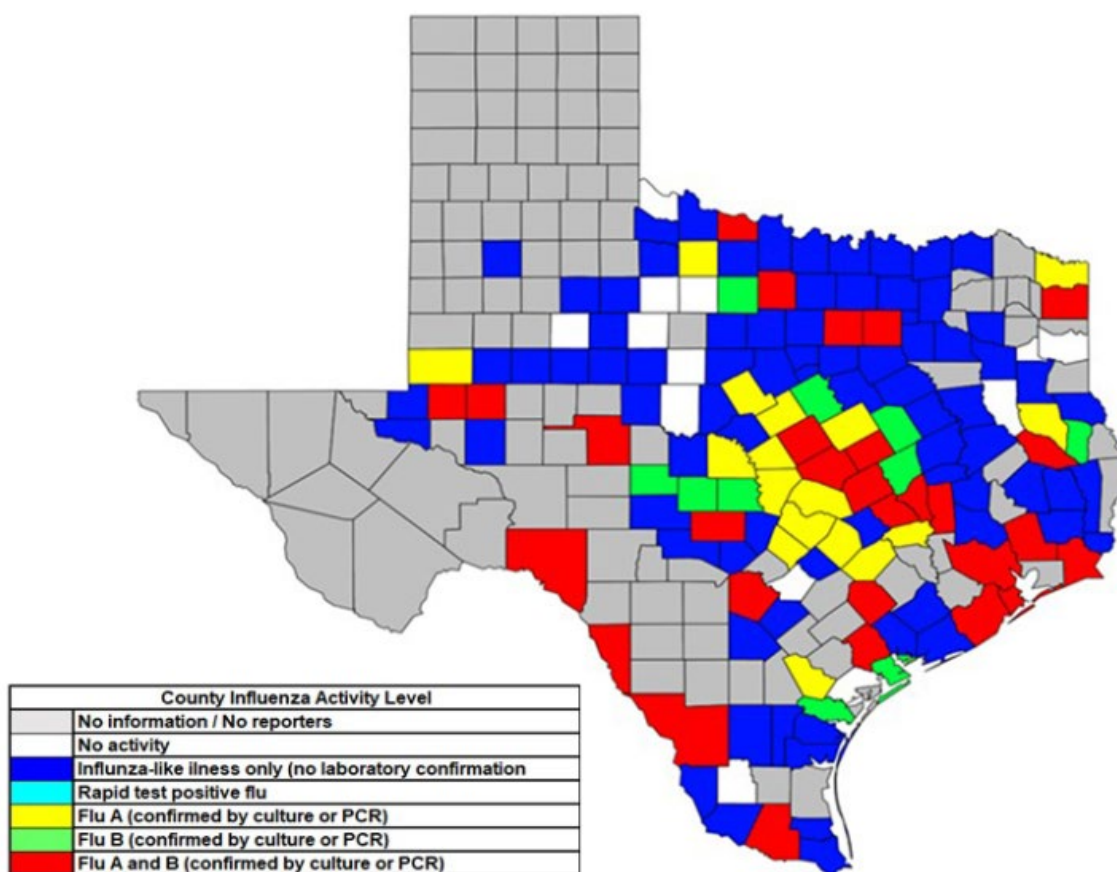 County Influenza Activity Level
No information / No reporters
No activity
Influnza-like ilness only (no laboratory confirmation
Rapid test positive flu
Flu A (confirmed by culture or PCR)
Flu B (confirmed by culture or PCR)
Flu A and B (confirmed by culture or PCR)